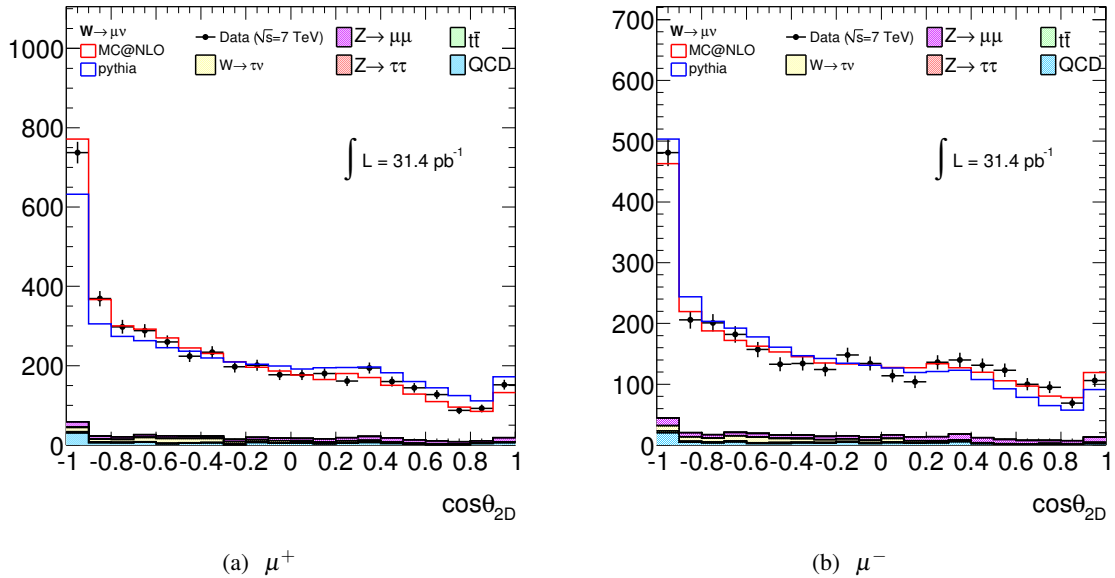 W→ μν
MC@NLO
pythia
Data (√s=7 TeV)
W→ τν
Z→ μμ
Z→ ττ
tt̄
QCD
∫ L = 31.4 pb⁻¹
1000
800
600
400
200
0
-1 -0.8 -0.6 -0.4 -0.2 0 0.2 0.4 0.6 0.8 1
cosθ2D
(a) μ⁺
W→ μν
MC@NLO
pythia
Data (√s=7 TeV)
W→ τν
Z→ μμ
Z→ ττ
tt̄
QCD
∫ L = 31.4 pb⁻¹
700
600
500
400
300
200
100
0
-1 -0.8 -0.6 -0.4 -0.2 0 0.2 0.4 0.6 0.8 1
cosθ2D
(b) μ⁻